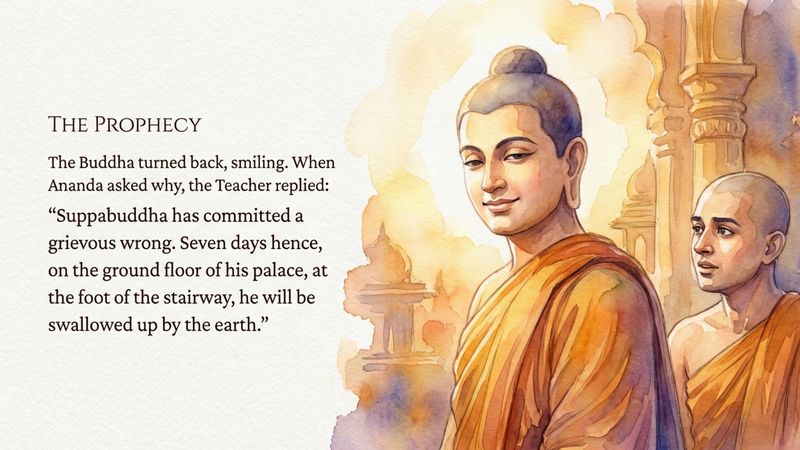 The Prophecy
The Buddha turned back, smiling. When
Ananda asked why, the Teacher replied:
“Suppabuddha has committed a
grievous wrong. Seven days hence,
on the ground floor of his palace, at
the foot of the stairway, he will be
swallowed up by the earth.”